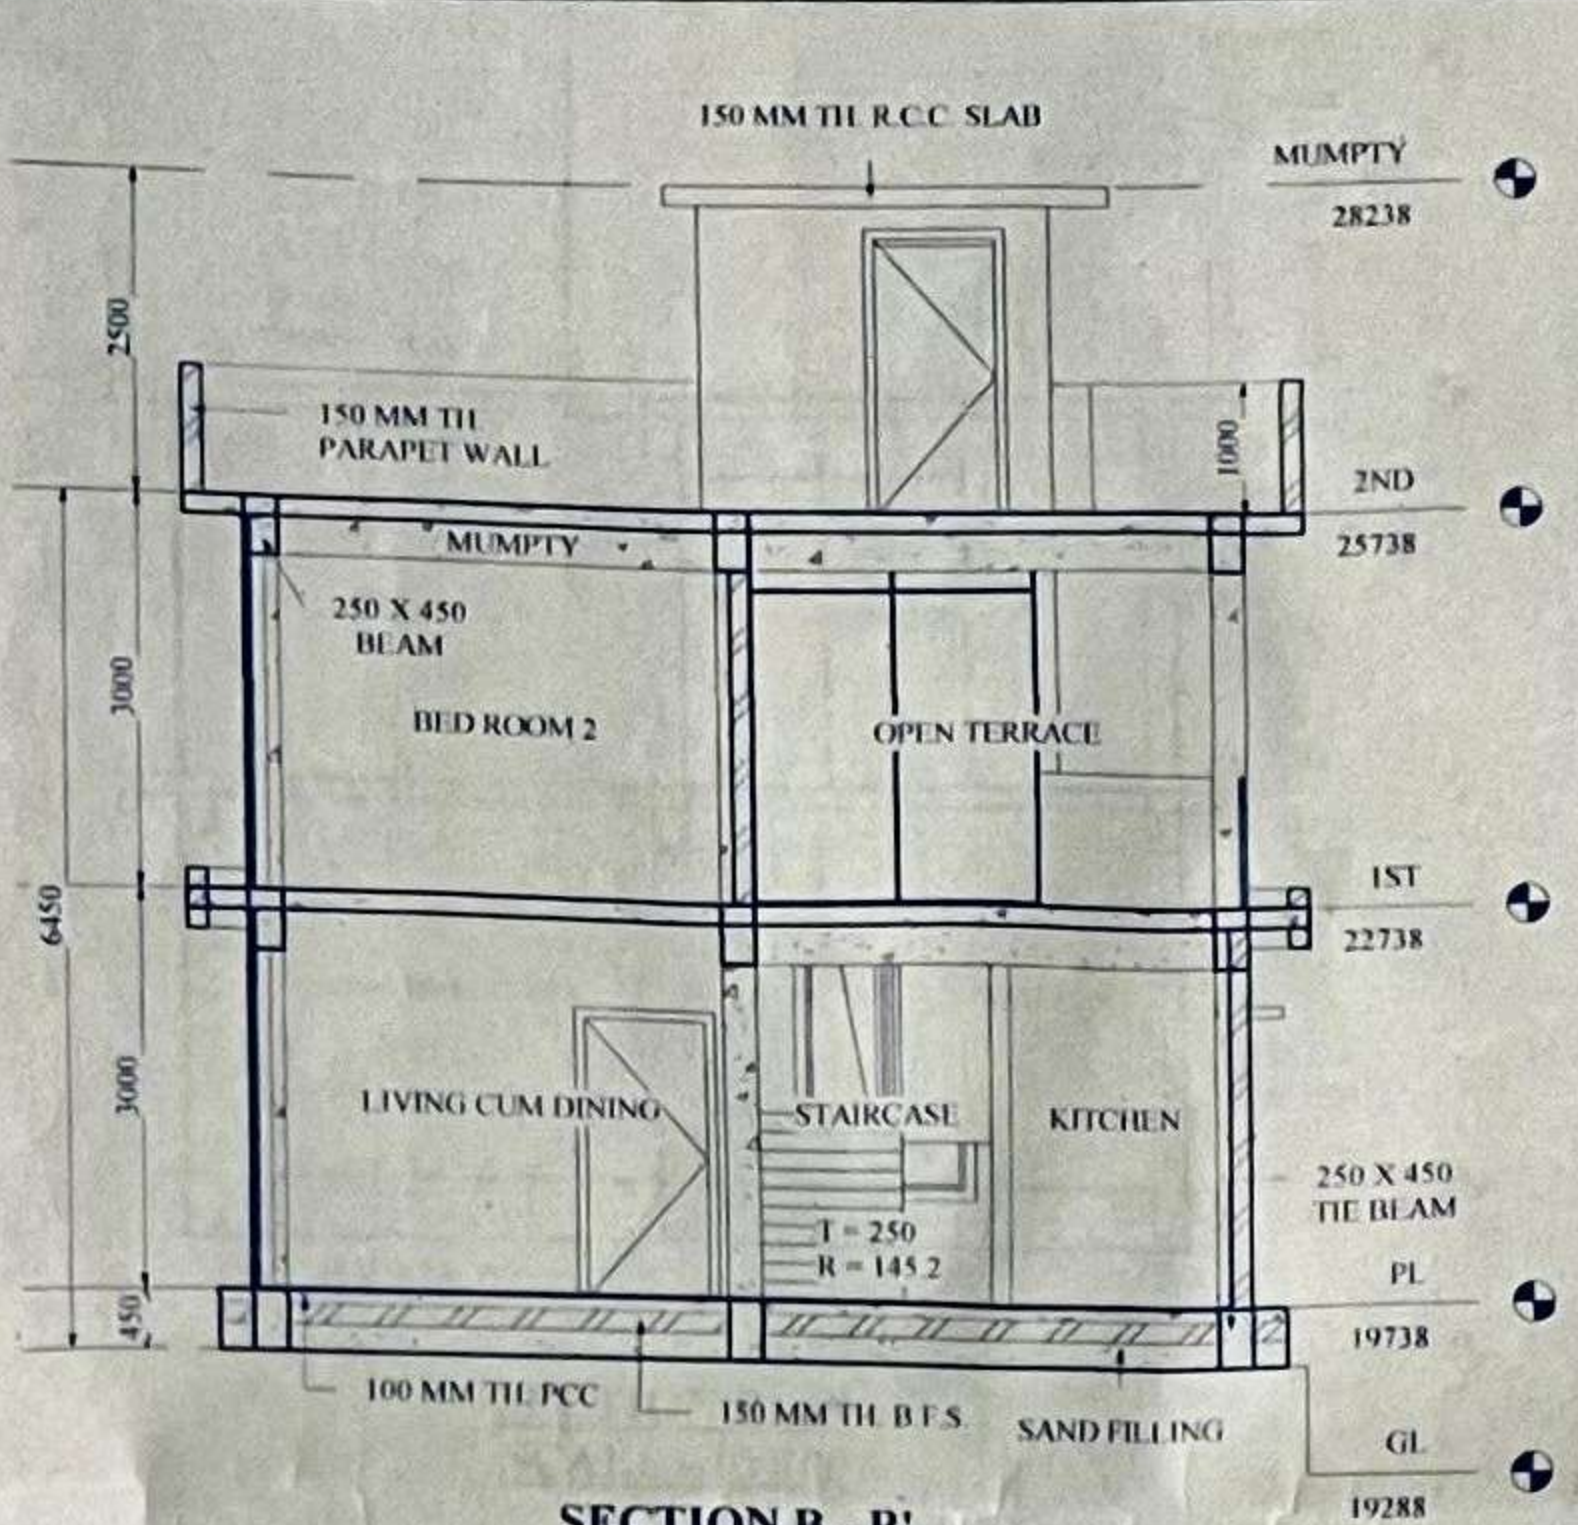 150 MM TH. R.C.C. SLAB
MUMPTY
28238
2500
150 MM TH.
PARAPET WALL
1000
2ND
25738
MUMPTY
250 X 450
BEAM
3000
BED ROOM 2
OPEN TERRACE
1ST
22738
6450
3000
LIVING CUM DINING
STAIRCASE
KITCHEN
250 X 450
TIE BEAM
T = 250
R = 145.2
PL
19738
450
100 MM TH. PCC
150 MM TH. B.F.S.
SAND FILLING
GL
19288
SECTION B - B'